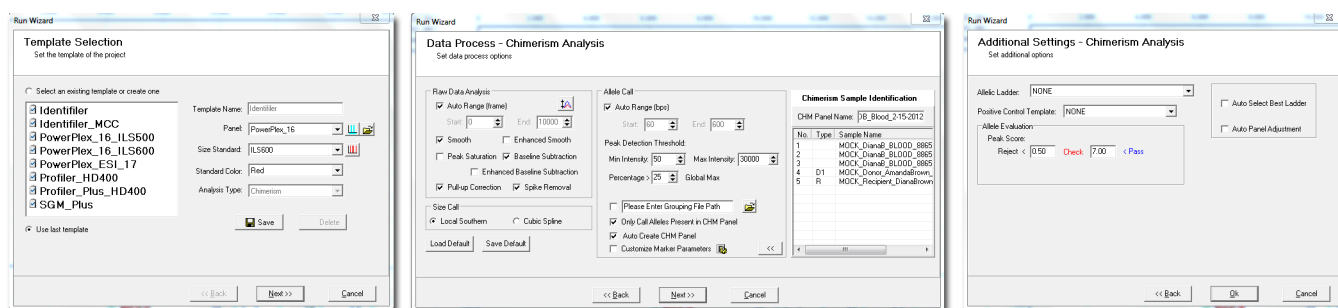 Run Wizard
Template Selection
Set the template of the project
Select an existing template or create one
Identifiler
Identifiler_MCC
PowerPlex_16_ILS500
PowerPlex_16_ILS600
PowerPlex_ESI_17
Profiler_HD400
Profiler_Plus_HD400
SGM_Plus
Use last template
Template Name: Identifiler
Panel: PowerPlex_16
Size Standard: ILS600
Standard Color: Red
Analysis Type: Chimerism
Save Delete
<< Back Next >> Cancel
Run Wizard
Data Process - Chimerism Analysis
Set data process options
Raw Data Analysis
Auto Range (frame)
Start: 0 End: 10000
Smooth Enhanced Smooth
Peak Saturation Baseline Subtraction
Enhanced Baseline Subtraction
Pull-up Correction Spike Removal
Size Call
Local Southern Cubic Spline
Load Default Save Default
Allele Call
Auto Range (bps)
Start: 60 End: 600
Peak Detection Threshold:
Min Intensity: 50 Max Intensity: 30000
Percentage > 25 Global Max
Please Enter Grouping File Path
Only Call Alleles Present in CHM Panel
Auto Create CHM Panel
Customize Marker Parameters <<
Chimerism Sample Identification
CHM Panel Name: DB_Blood_2-15-2012
No. Type Sample Name
1 MOCK_DianaB_BLOOD_8865
2 MOCK_DianaB_BLOOD_8865
3 MOCK_DianaB_BLOOD_8865
4 D1 MOCK_Donor_AmandaBrown_
5 R MOCK_Recipient_DianaBrown
<< Back Next >> Cancel
Run Wizard
Additional Settings - Chimerism Analysis
Set additional options
Allelic Ladder: NONE
Positive Control Template: NONE
Allele Evaluation
Peak Score:
Reject < 0.50 Check 7.00 < Pass
Auto Select Best Ladder
Auto Panel Adjustment
<< Back Ok Cancel